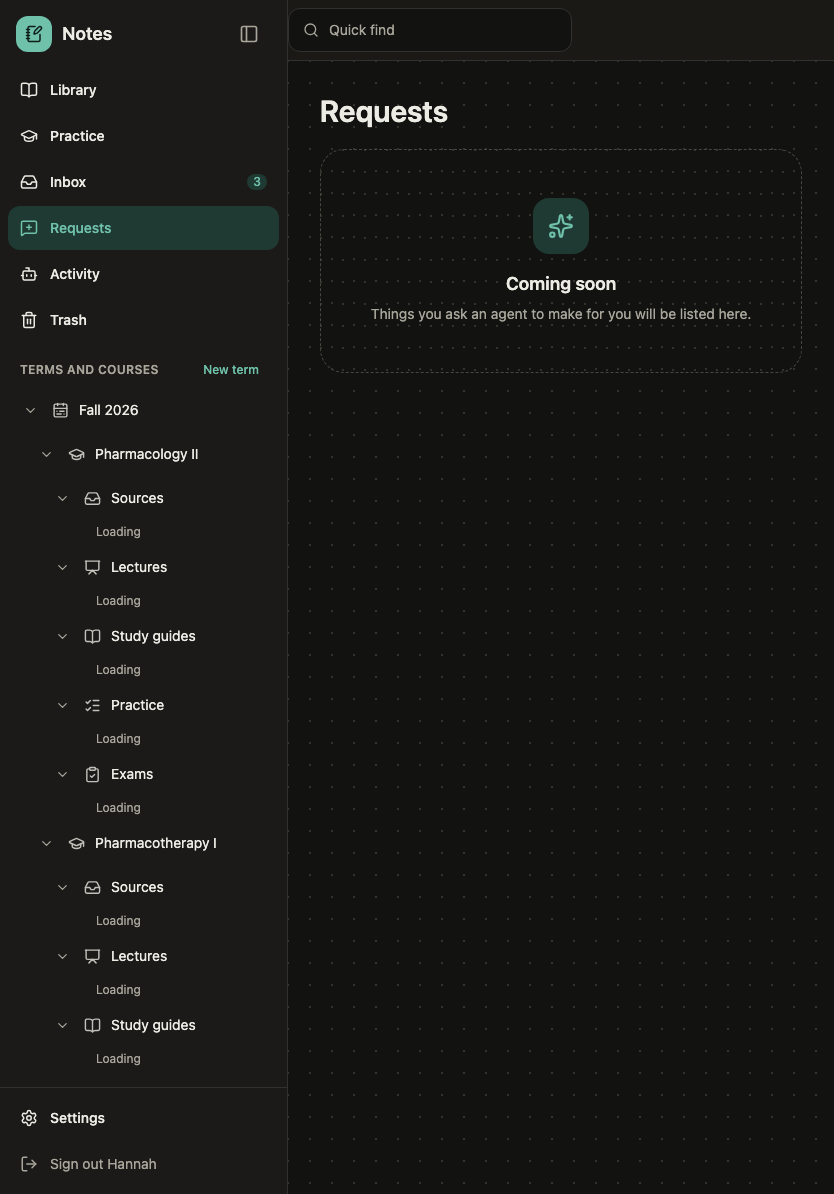 Notes
Quick find
Library
Practice
Inbox 3
Requests
Activity
Trash
TERMS AND COURSES New term
Fall 2026
Pharmacology II
Sources
Loading
Lectures
Loading
Study guides
Loading
Practice
Loading
Exams
Loading
Pharmacotherapy I
Sources
Loading
Lectures
Loading
Study guides
Loading
Settings
Sign out Hannah
Requests
Coming soon
Things you ask an agent to make for you will be listed here.